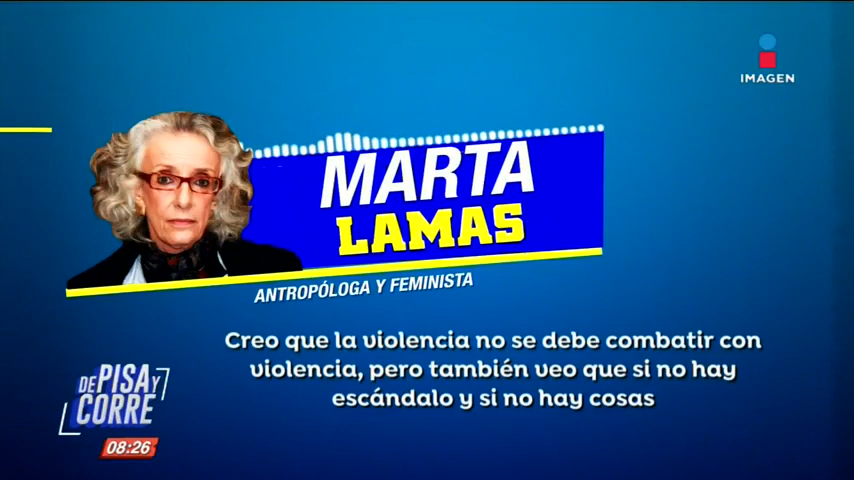 IMAGEN
MARTA
LAMAS
ANTROPÓLOGA Y FEMINISTA
Creo que la violencia no se debe combatir con
violencia, pero también veo que si no hay
escándalo y si no hay cosas
DE PISA Y
CORRE
08:26